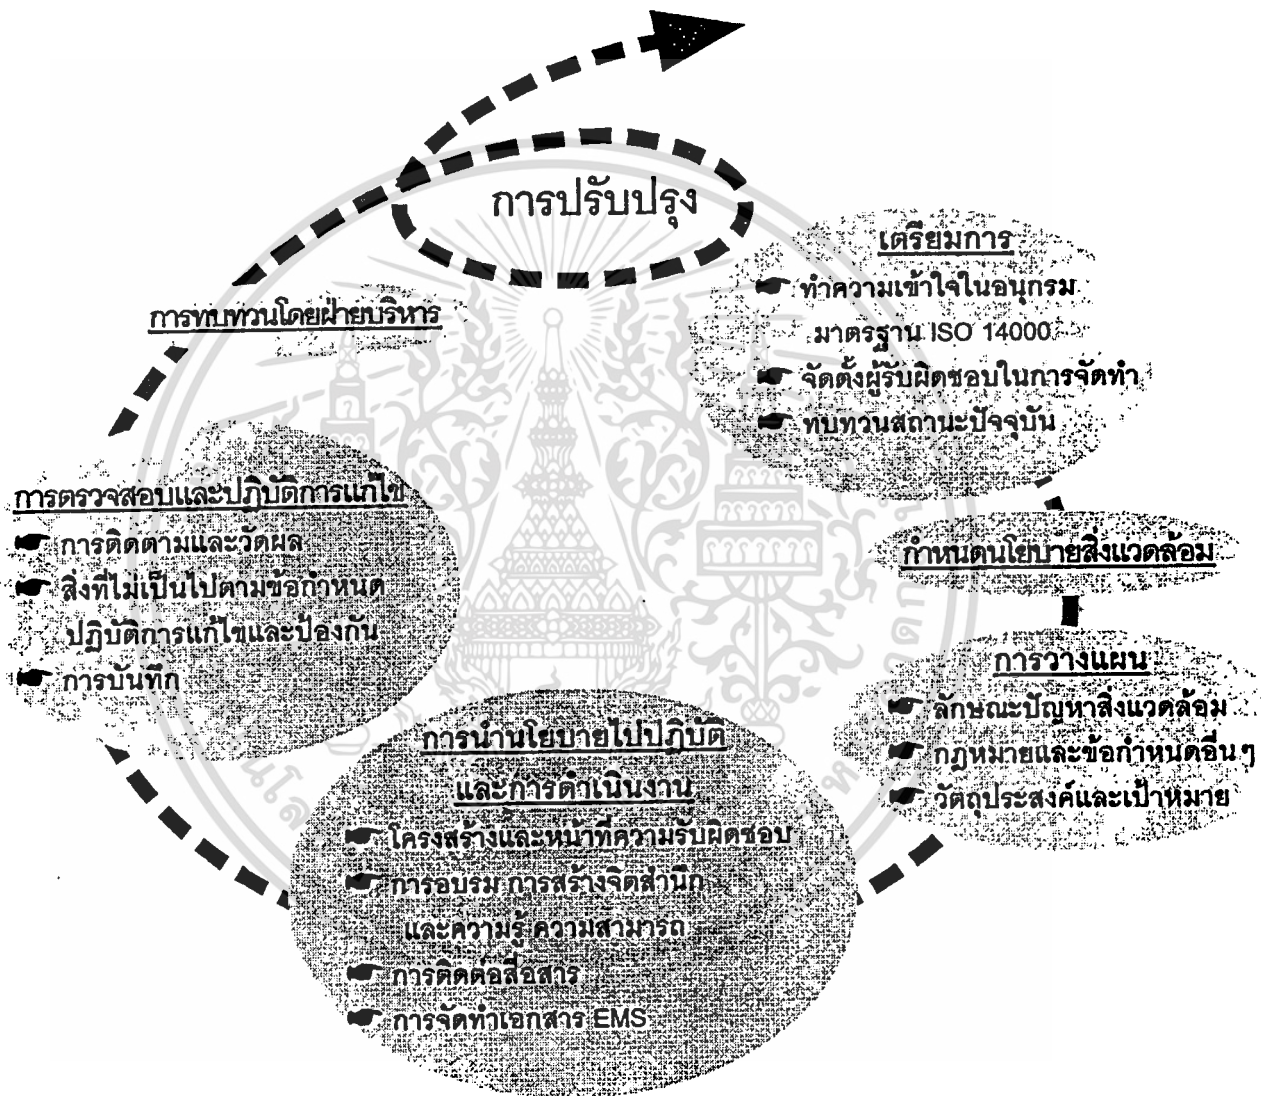 การปรับปรุง
เตรียมการ
ทำความเข้าใจในอนุกรม
มาตรฐาน ISO 14000
จัดตั้งผู้รับผิดชอบในการจัดทำ
ทบทวนสถานะปัจจุบัน
กำหนดนโยบายสิ่งแวดล้อม
การวางแผน
ลักษณะปัญหาสิ่งแวดล้อม
กฎหมายและข้อกำหนดอื่นๆ
วัตถุประสงค์และเป้าหมาย
การนำนโยบายไปปฏิบัติ
และการดำเนินงาน
โครงสร้างและหน้าที่ความรับผิดชอบ
การอบรม การสร้างจิตสำนึก
และความรู้ ความสามารถ
การติดต่อสื่อสาร
การจัดทำเอกสาร EMS
การตรวจสอบและปฏิบัติการแก้ไข
การติดตามและวัดผล
สิ่งที่ไม่เป็นไปตามข้อกำหนด
ปฏิบัติการแก้ไขและป้องกัน
การบันทึก
การทบทวนโดยฝ่ายบริหาร